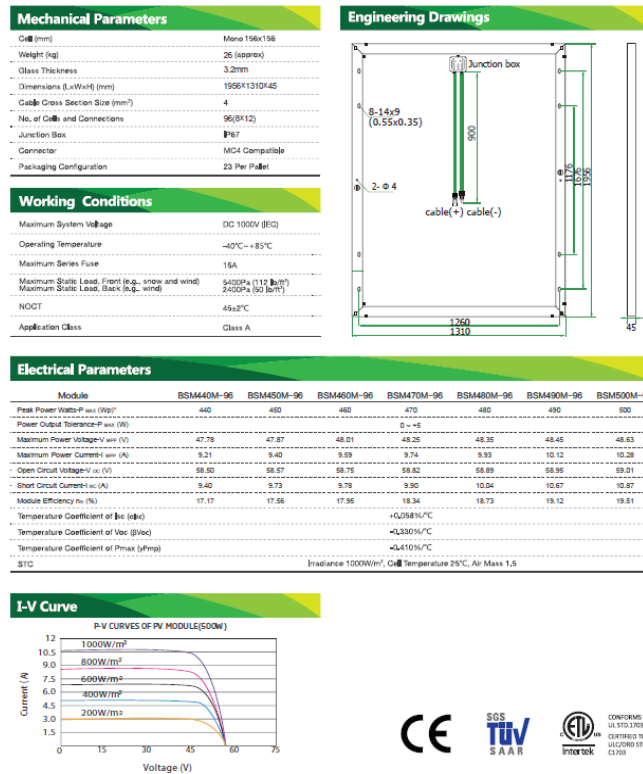 Mechanical Parameters
Cell (mm) Mono 156x156
Weight (kg) 26 (approx)
Glass Thickness 3.2mm
Dimensions (L×W×H) (mm) 1956×1310×45
Cable Cross Section Size (mm²) 4
No. of Cells and Connections 96(8×12)
Junction Box IP67
Connector MC4 Compatible
Packaging Configuration 23 Per Pallet
Engineering Drawings
Junction box
8-14x9
(0.55x0.35)
900
2- Φ 4
cable(+) cable(-)
1176
1676
1956
1260
1310
45
Working Conditions
Maximum System Voltage DC 1000V (IEC)
Operating Temperature -40°C~+85°C
Maximum Series Fuse 15A
Maximum Static Load, Front (e.g., snow and wind) 5400Pa (112 lb/ft²)
Maximum Static Load, Back (e.g., wind) 2400Pa (50 lb/ft²)
NOCT 45±2°C
Application Class Class A
Electrical Parameters
Module BSM440M-96 BSM450M-96 BSM460M-96 BSM470M-96 BSM480M-96 BSM490M-96 BSM500M-9
Peak Power Watts-P MAX (Wp)* 440 450 460 470 480 490 500
Power Output Tolerance-P MAX (W) 0 ~ +5
Maximum Power Voltage-V MPP (V) 47.78 47.87 48.01 48.25 48.35 48.45 48.63
Maximum Power Current-I MPP (A) 9.21 9.40 9.59 9.74 9.93 10.12 10.28
Open Circuit Voltage-V OC (V) 58.50 58.57 58.75 58.82 58.89 58.95 59.01
Short Circuit Current-I SC (A) 9.40 9.73 9.78 9.90 10.04 10.67 10.87
Module Efficiency ηm (%) 17.17 17.56 17.95 18.34 18.73 19.12 19.51
Temperature Coefficient of Isc (αIsc) +0.058%/°C
Temperature Coefficient of Voc (βVoc) -0.330%/°C
Temperature Coefficient of Pmax (γPmp) -0.410%/°C
STC Irradiance 1000W/m², Cell Temperature 25°C, Air Mass 1.5
I-V Curve
P-V CURVES OF PV MODULE(500W)
Current (A)
12
10.5
9.0
7.5
6.0
4.5
3.0
1.5
1000W/m²
800W/m²
600W/m²
400W/m²
200W/m²
0 15 30 45 60 75
Voltage (V)
CE
SGS
TÜV
SAAR
C ETL US
Intertek
CONFORMS
UL STD.1703
CERTIFIED T
ULC/ORD ST
C1703